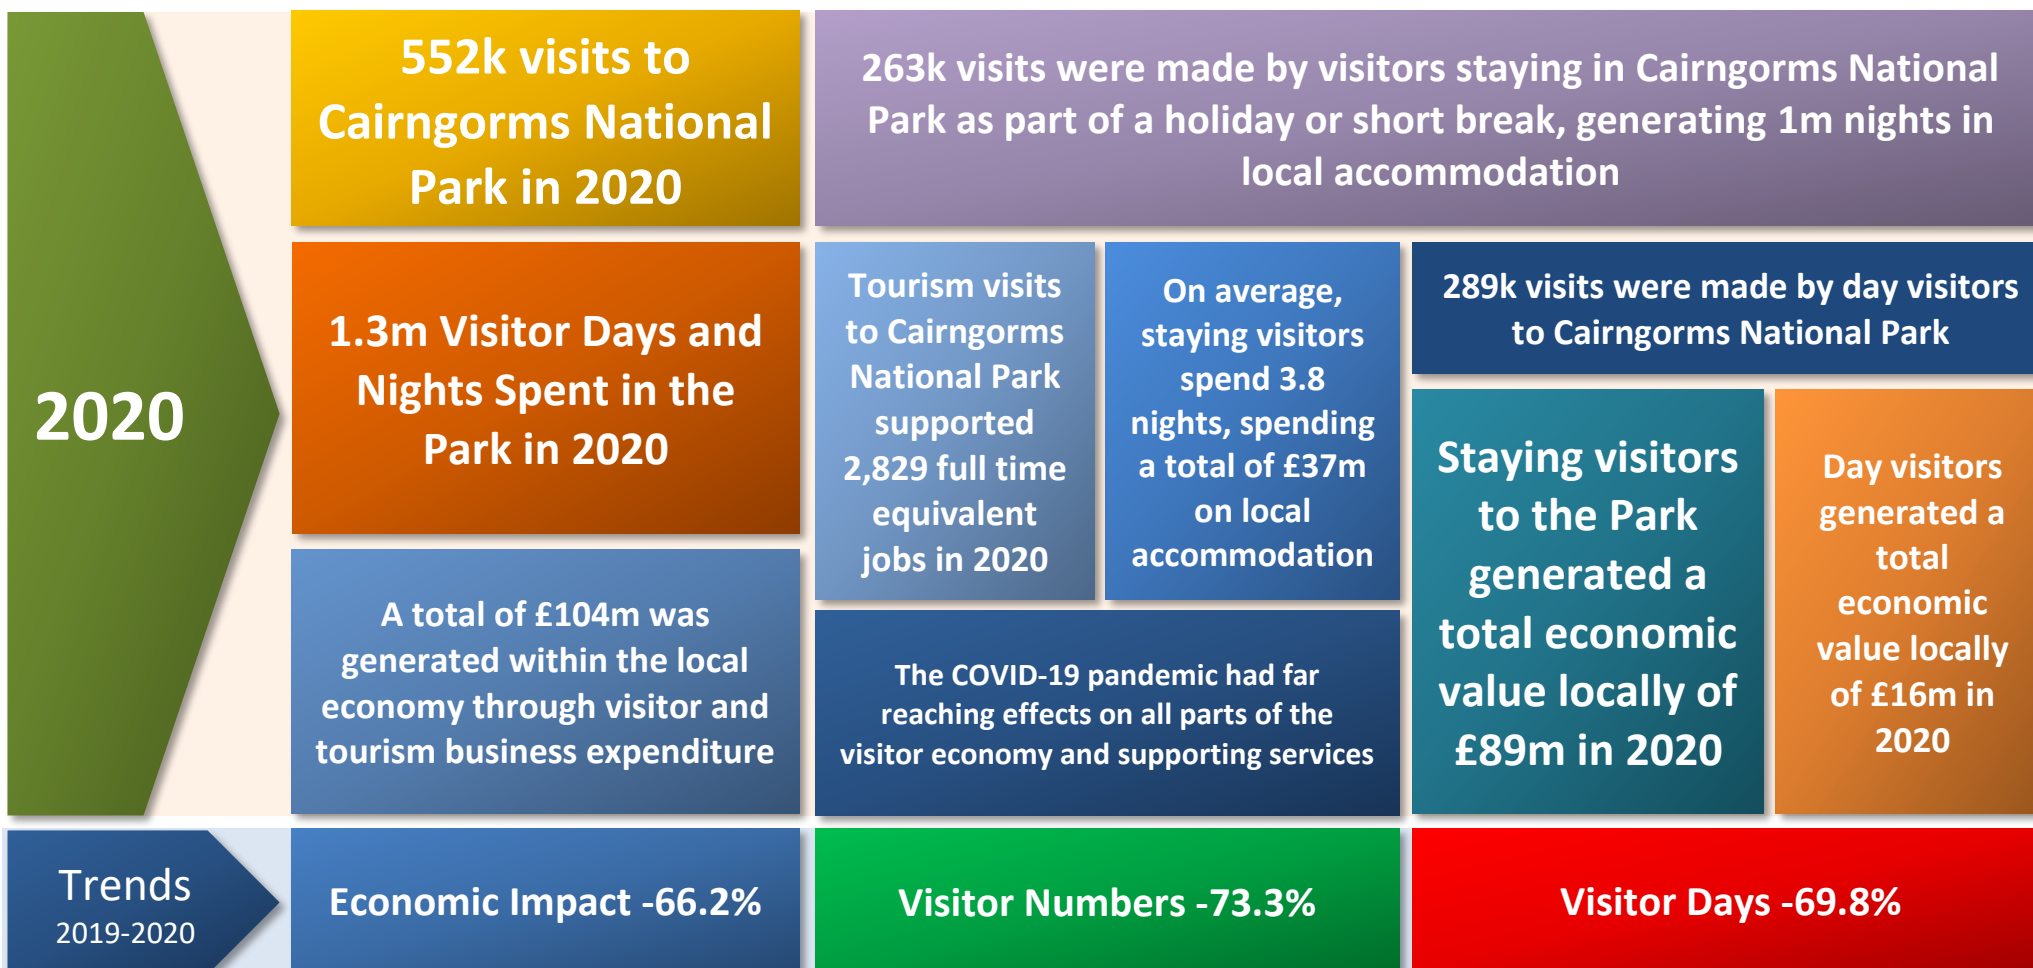 2020
552k visits to
Cairngorms National
Park in 2020
263k visits were made by visitors staying in Cairngorms National
Park as part of a holiday or short break, generating 1m nights in
local accommodation
1.3m Visitor Days and
Nights Spent in the
Park in 2020
Tourism visits
to Cairngorms
National Park
supported
2,829 full time
equivalent
jobs in 2020
On average,
staying visitors
spend 3.8
nights, spending
a total of £37m
on local
accommodation
289k visits were made by day visitors
to Cairngorms National Park
Staying visitors
to the Park
generated a
total economic
value locally of
£89m in 2020
Day visitors
generated a
total
economic
value locally
of £16m in
2020
A total of £104m was
generated within the local
economy through visitor and
tourism business expenditure
The COVID-19 pandemic had far
reaching effects on all parts of the
visitor economy and supporting services
Trends
2019-2020
Economic Impact -66.2%
Visitor Numbers -73.3%
Visitor Days -69.8%